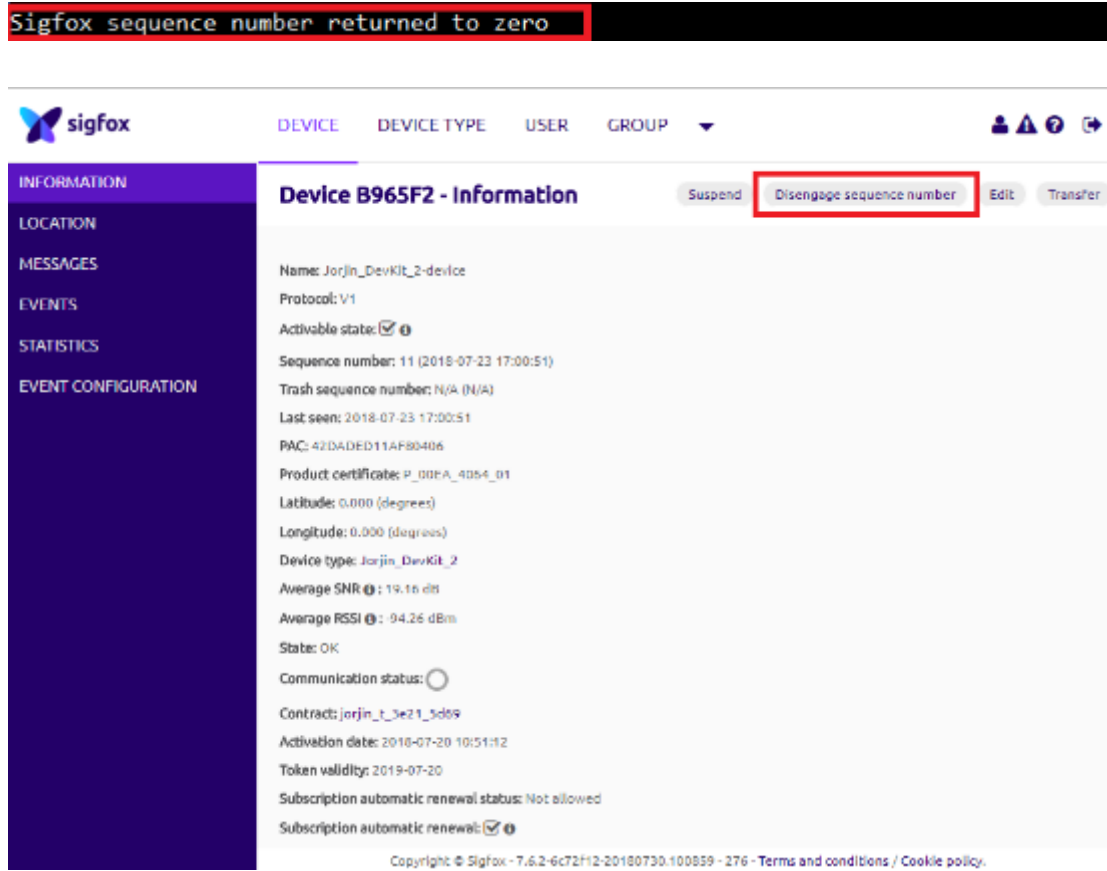 Sigfox sequence number returned to zero
sigfox
DEVICE DEVICE TYPE USER GROUP
INFORMATION
LOCATION
MESSAGES
EVENTS
STATISTICS
EVENT CONFIGURATION
Device B965F2 - Information
Suspend Disengage sequence number Edit Transfer
Name: Jorjin_DevKit_2-device
Protocol: V1
Activable state:
Sequence number: 11 (2018-07-23 17:00:51)
Trash sequence number: N/A (N/A)
Last seen: 2018-07-23 17:00:51
PAC: 42DADED11AF80406
Product certificate: P_00EA_4064_01
Latitude: 0.000 (degrees)
Longitude: 0.000 (degrees)
Device type: Jorjin_DevKit_2
Average SNR : 19.16 dB
Average RSSI : -94.26 dBm
State: OK
Communication status:
Contract: jorjin_t_3e21_5d69
Activation date: 2018-07-20 10:51:12
Token validity: 2019-07-20
Subscription automatic renewal status: Not allowed
Subscription automatic renewal:
Copyright © Sigfox - 7.6.2-6c72f12-20180730.100859 - 276 - Terms and conditions / Cookie policy.